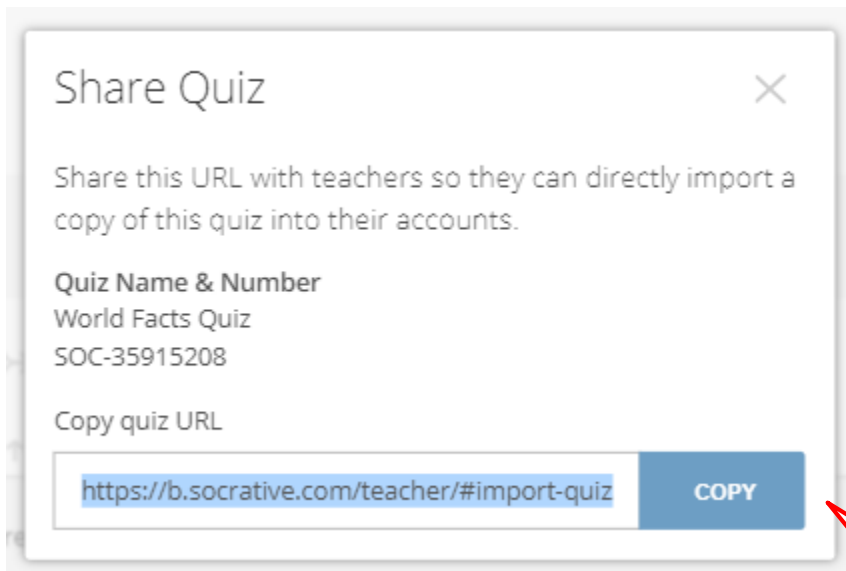 Share Quiz
Share this URL with teachers so they can directly import a
copy of this quiz into their accounts.
Quiz Name & Number
World Facts Quiz
SOC-35915208
Copy quiz URL
https://b.socrative.com/teacher/#import-quiz
COPY